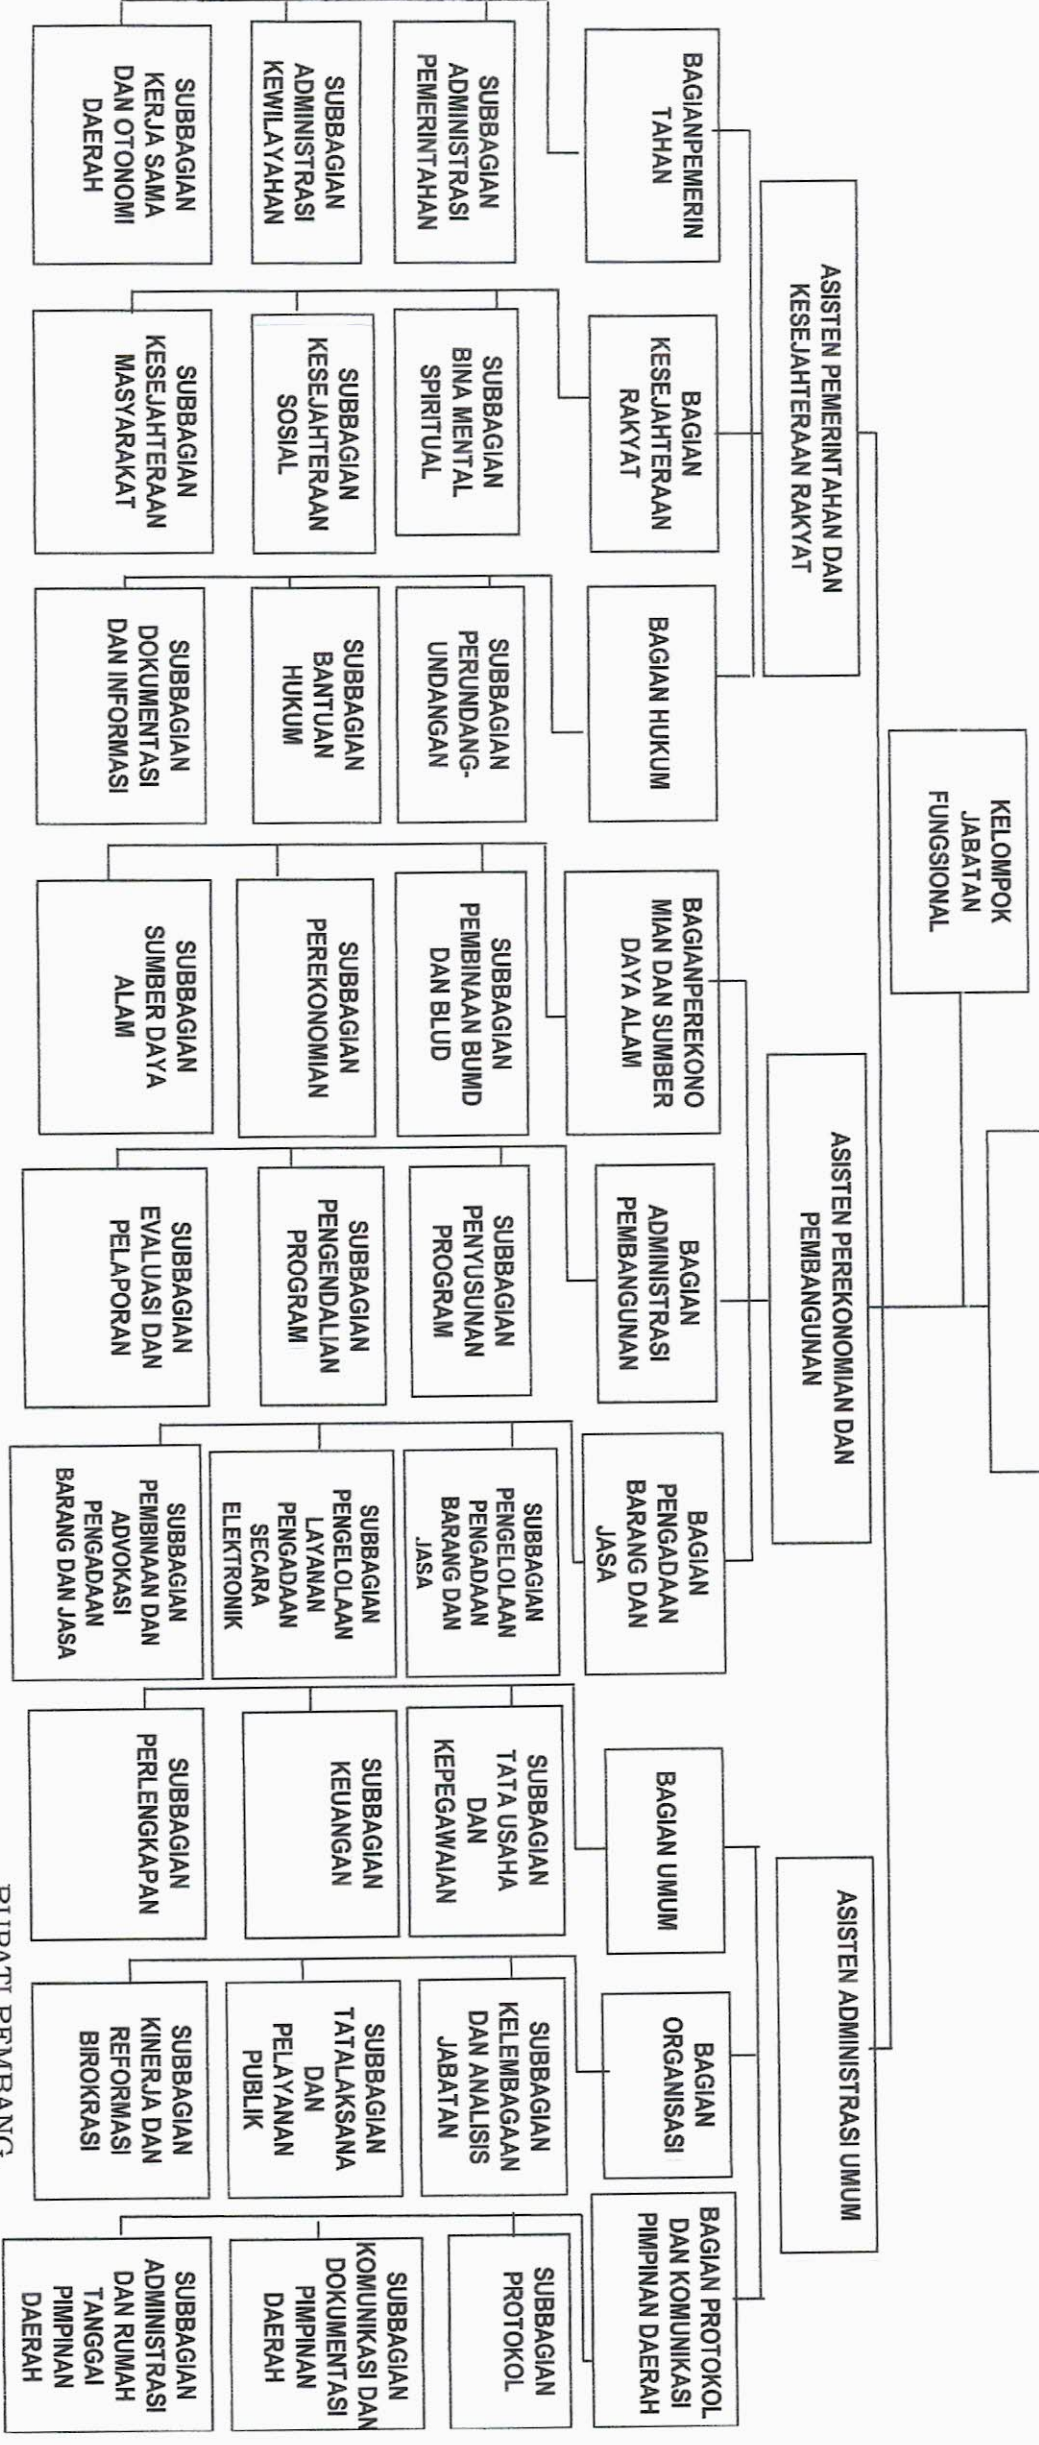 KELOMPOK
JABATAN
FUNGSIONAL
ASISTEN PEMERINTAHAN DAN
KESEJAHTERAAN RAKYAT
ASISTEN PEREKONOMIAN DAN
PEMBANGUNAN
ASISTEN ADMINISTRASI UMUM
BAGIANPEMERIN
TAHAN
BAGIAN
KESEJAHTERAAN
RAKYAT
BAGIAN HUKUM
BAGIANPEREKONO
MIAN DAN SUMBER
DAYA ALAM
BAGIAN
ADMINISTRASI
PEMBANGUNAN
BAGIAN
PENGADAAN
BARANG DAN
JASA
BAGIAN UMUM
BAGIAN
ORGANISASI
BAGIAN PROTOKOL
DAN KOMUNIKASI
PIMPINAN DAERAH
SUBBAGIAN
ADMINISTRASI
PEMERINTAHAN
SUBBAGIAN
BINA MENTAL
SPIRITUAL
SUBBAGIAN
PERUNDANG-
UNDANGAN
SUBBAGIAN
PEMBINAAN BUMD
DAN BLUD
SUBBAGIAN
PENYUSUNAN
PROGRAM
SUBBAGIAN
PENGELOLAAN
PENGADAAN
BARANG DAN
JASA
SUBBAGIAN
TATA USAHA
DAN
KEPEGAWAIAN
SUBBAGIAN
KELEMBAGAAN
DAN ANALISIS
JABATAN
SUBBAGIAN
PROTOKOL
SUBBAGIAN
ADMINISTRASI
KEWILAYAHAN
SUBBAGIAN
KESEJAHTERAAN
SOSIAL
SUBBAGIAN
BANTUAN
HUKUM
SUBBAGIAN
PEREKONOMIAN
SUBBAGIAN
PENGENDALIAN
PROGRAM
SUBBAGIAN
PENGELOLAAN
LAYANAN
PENGADAAN
SECARA
ELEKTRONIK
SUBBAGIAN
KEUANGAN
SUBBAGIAN
TATALAKSANA
DAN
PELAYANAN
PUBLIK
SUBBAGIAN
KOMUNIKASI DAN
DOKUMENTASI
PIMPINAN
DAERAH
SUBBAGIAN
KERJA SAMA
DAN OTONOMI
DAERAH
SUBBAGIAN
KESEJAHTERAAN
MASYARAKAT
SUBBAGIAN
DOKUMENTASI
DAN INFORMASI
SUBBAGIAN
SUMBER DAYA
ALAM
SUBBAGIAN
EVALUASI DAN
PELAPORAN
SUBBAGIAN
PEMBINAAN DAN
ADVOKASI
PENGADAAN
BARANG DAN JASA
SUBBAGIAN
PERLENGKAPAN
SUBBAGIAN
KINERJA DAN
REFORMASI
BIROKRASI
SUBBAGIAN
ADMINISTRASI
DAN RUMAH
TANGGAI
PIMPINAN
DAERAH
BUPATI REMBANG